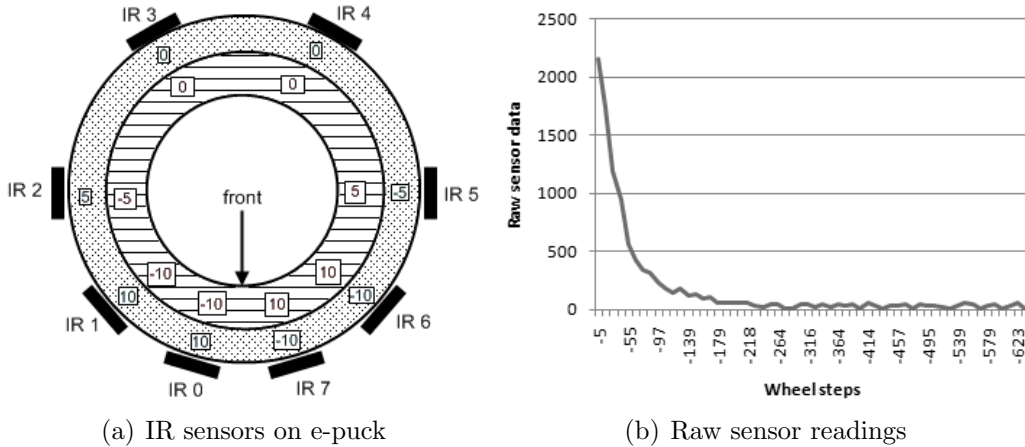 IR 3
IR 4
0
0
0
0
IR 2
5
-5
front
5
-5
IR 5
-10
10
10
-10
IR 1
-10
10
IR 6
10
-10
IR 0
IR 7
(a) IR sensors on e-puck
2500
2000
1500
1000
500
0
Raw sensor data
-5
-55
-97
-139
-179
-218
-264
-316
-364
-414
-457
-495
-539
-579
-623
Wheel steps
(b) Raw sensor readings